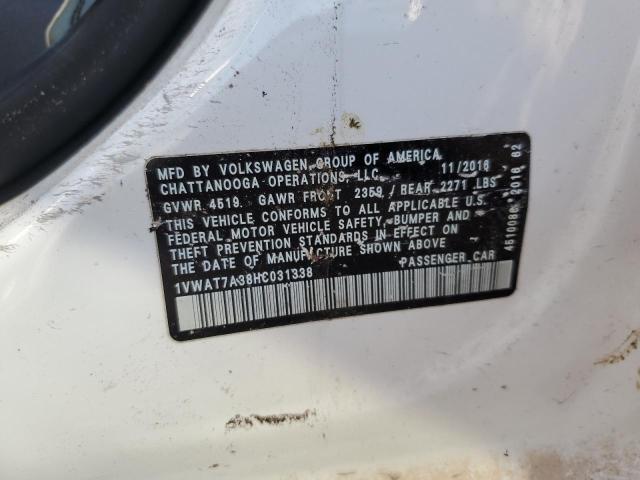 MFD BY VOLKSWAGEN GROUP OF AMERICA 11/2016
CHATTANOOGA OPERATIONS, LLC.
GVWR 4519 GAWR FRONT 2359 / REAR 2271 LBS
THIS VEHICLE CONFORMS TO ALL APPLICABLE U.S.
FEDERAL MOTOR VEHICLE SAFETY, BUMPER AND
THEFT PREVENTION STANDARDS IN EFFECT ON
THE DATE OF MANUFACTURE SHOWN ABOVE
1VWAT7A38HC031338 PASSENGER CAR
2016 62